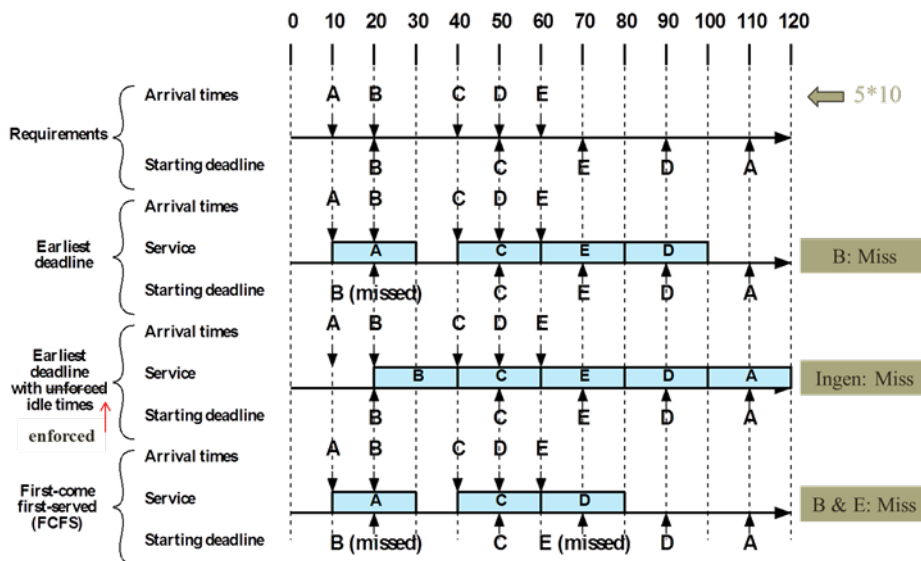 0 10 20 30 40 50 60 70 80 90 100 110 120
Arrival times A B C D E
5*10
Requirements
Starting deadline B C E D A
Arrival times A B C D E
Earliest
deadline
Service A C E D
B: Miss
Starting deadline B (missed) C E D A
Arrival times A B C D E
Earliest
deadline
with unforced
idle times
Service B C E D A
Ingen: Miss
enforced
Starting deadline B C E D A
Arrival times A B C D E
First-come
first-served
(FCFS)
Service A C D
B & E: Miss
Starting deadline B (missed) C E (missed) D A